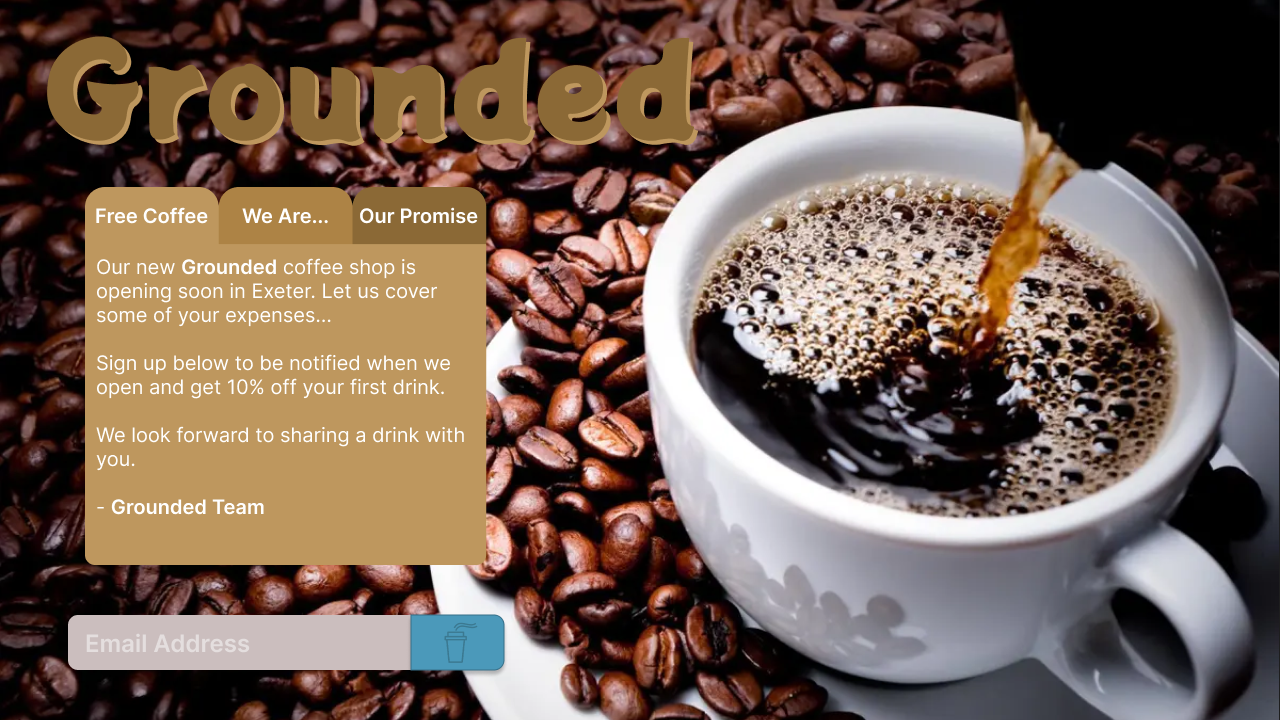 Grounded
Free Coffee We Are... Our Promise
Our new Grounded coffee shop is
opening soon in Exeter. Let us cover
some of your expenses...
Sign up below to be notified when we
open and get 10% off your first drink.
We look forward to sharing a drink with
you.
- Grounded Team
Email Address